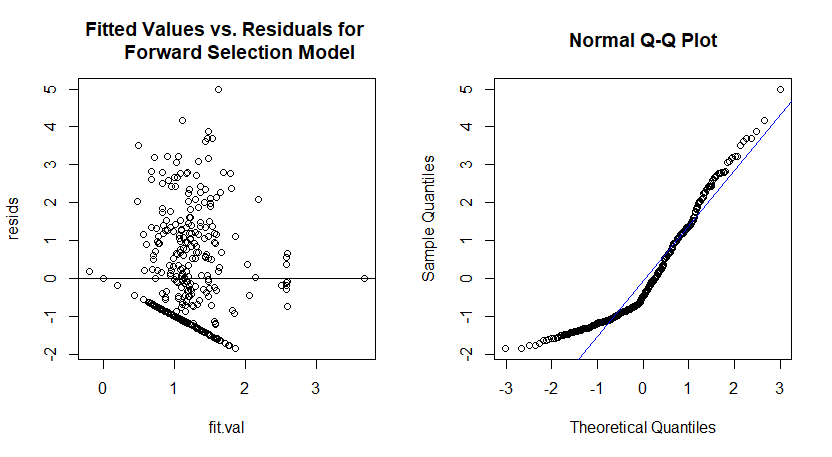 Fitted Values vs. Residuals for
Forward Selection Model
resids
5
4
3
2
1
0
-1
-2
0 1 2 3
fit.val
Normal Q-Q Plot
Sample Quantiles
5
4
3
2
1
0
-1
-2
-3 -2 -1 0 1 2 3
Theoretical Quantiles